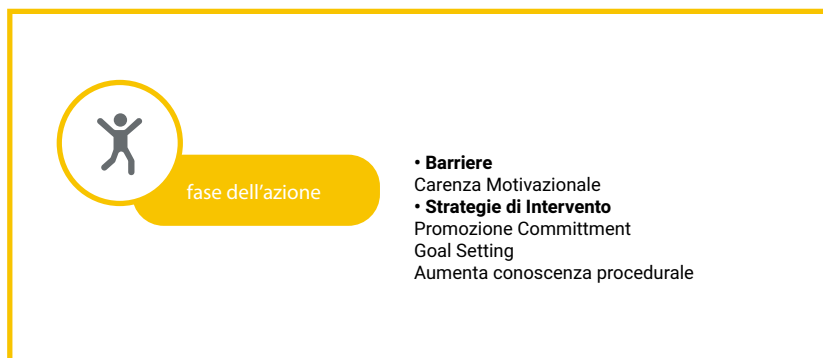 fase dell'azione
• Barriere
Carenza Motivazionale
• Strategie di Intervento
Promozione Committment
Goal Setting
Aumenta conoscenza procedurale